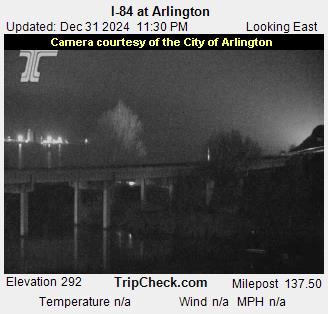 I-84 at Arlington
Updated: Dec 31 2024 11:30 PM Looking East
Camera courtesy of the City of Arlington
Elevation 292 TripCheck.com Milepost 137.50
Temperature n/a Wind n/a MPH n/a